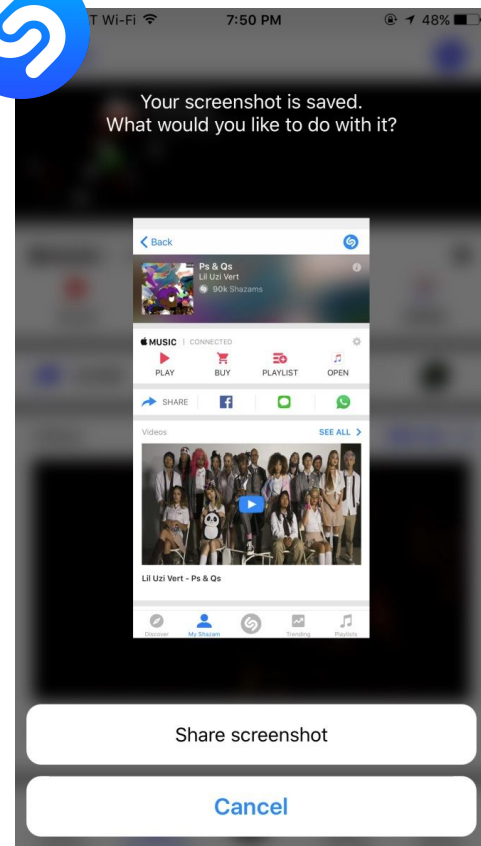 T Wi-Fi 7:50 PM 48%
Your screenshot is saved.
What would you like to do with it?
Back
Ps & Qs
Lil Uzi Vert
90k Shazams
MUSIC | CONNECTED
PLAY BUY PLAYLIST OPEN
SHARE
Videos SEE ALL
Lil Uzi Vert - Ps & Qs
Discover My Shazam Trending Playlists
Share screenshot
Cancel